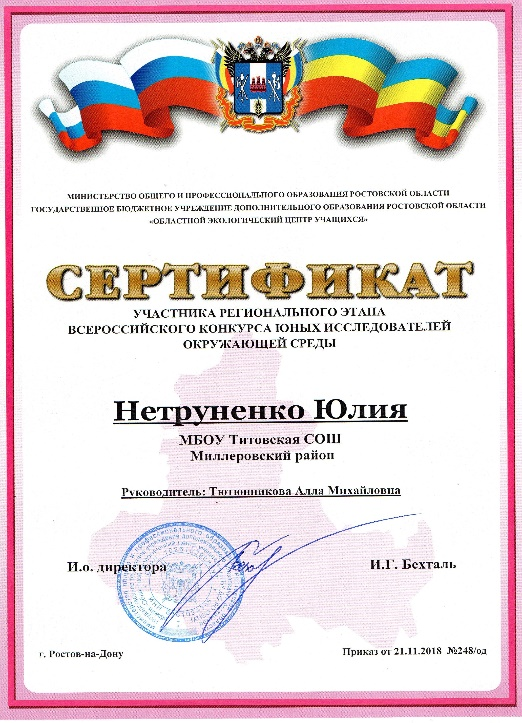 МИНИСТЕРСТВО ОБЩЕГО И ПРОФЕССИОНАЛЬНОГО ОБРАЗОВАНИЯ РОСТОВСКОЙ ОБЛАСТИ
ГОСУДАРСТВЕННОЕ БЮДЖЕТНОЕ УЧРЕЖДЕНИЕ ДОПОЛНИТЕЛЬНОГО ОБРАЗОВАНИЯ РОСТОВСКОЙ ОБЛАСТИ
«ОБЛАСТНОЙ ЭКОЛОГИЧЕСКИЙ ЦЕНТР УЧАЩИХСЯ»
СЕРТИФИКАТ
УЧАСТНИКА РЕГИОНАЛЬНОГО ЭТАПА
ВСЕРОССИЙСКОГО КОНКУРСА ЮНЫХ ИССЛЕДОВАТЕЛЕЙ
ОКРУЖАЮЩЕЙ СРЕДЫ
Нетруненко Юлия
МБОУ Титовская СОШ
Миллеровский район
Руководитель: Тютюнникова Алла Михайловна
И.о. директора И.Г. Бехталь
г. Ростов-на-Дону Приказ от 21.11.2018 №248/од